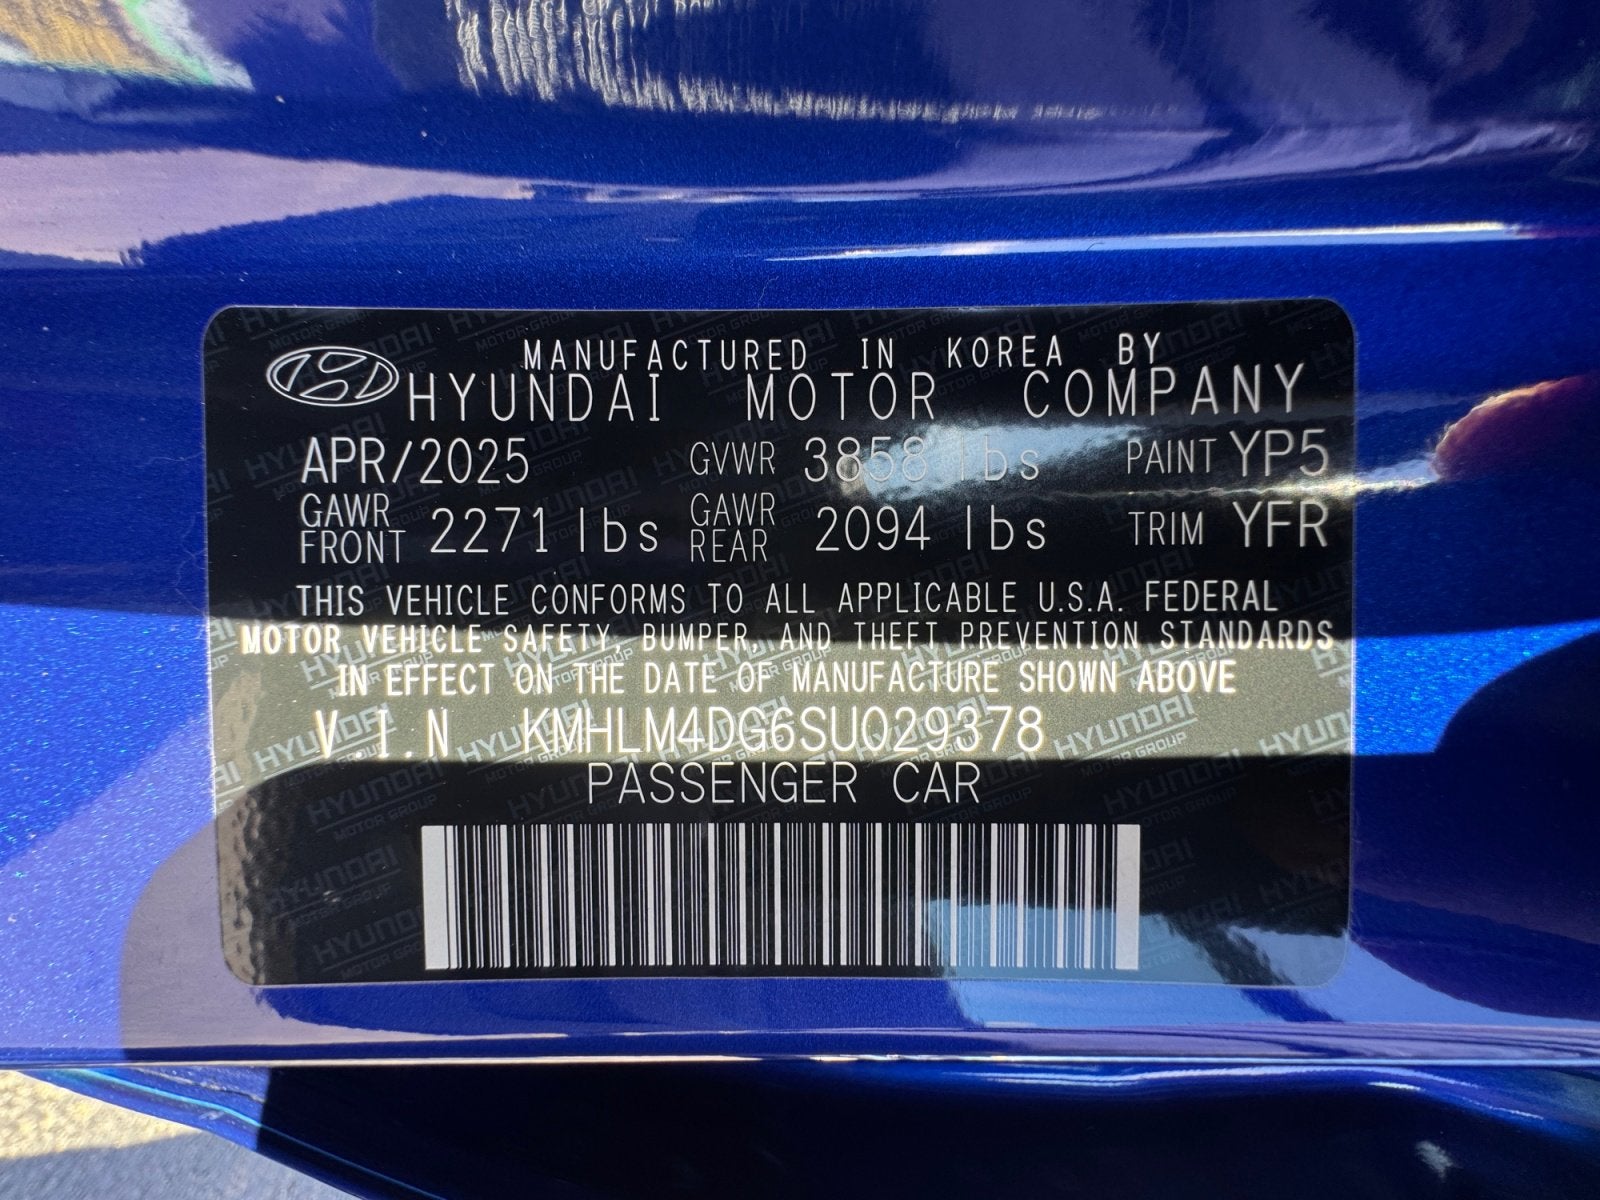 MANUFACTURED IN KOREA BY
HYUNDAI MOTOR COMPANY
APR/2025 GVWR 3858 lbs PAINT YP5
GAWR FRONT 2271 lbs GAWR REAR 2094 lbs TRIM YFR
THIS VEHICLE CONFORMS TO ALL APPLICABLE U.S.A. FEDERAL
MOTOR VEHICLE SAFETY, BUMPER, AND THEFT PREVENTION STANDARDS
IN EFFECT ON THE DATE OF MANUFACTURE SHOWN ABOVE
V.I.N KMHLM4DG6SU029378
PASSENGER CAR